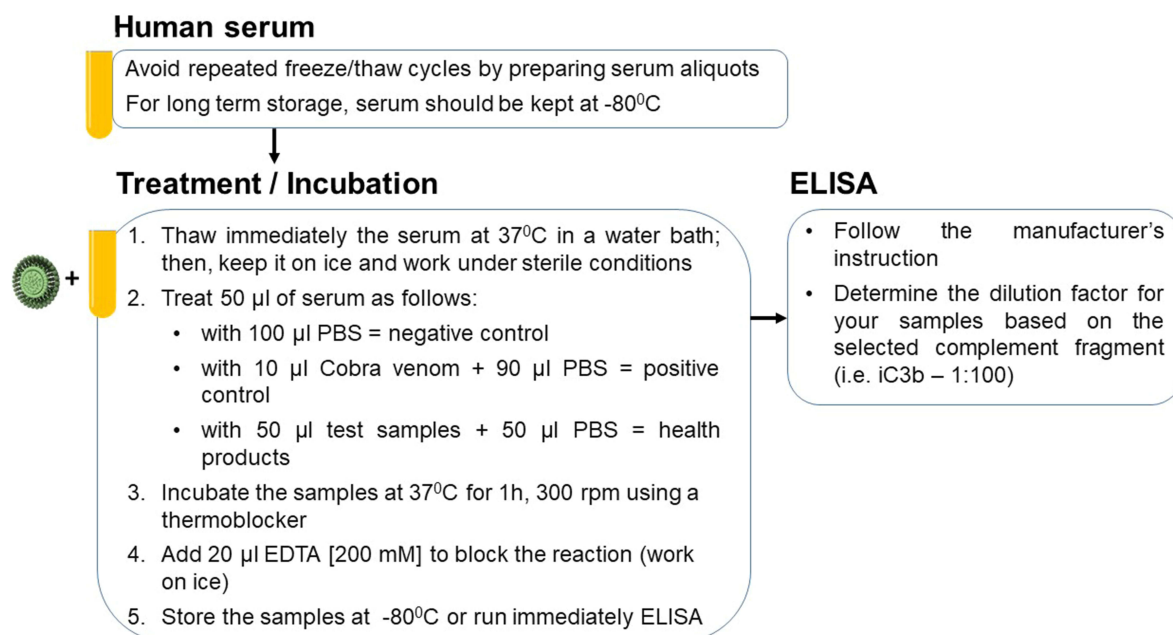 Human serum
Avoid repeated freeze/thaw cycles by preparing serum aliquots
For long term storage, serum should be kept at -80⁰C
Treatment / Incubation
1. Thaw immediately the serum at 37⁰C in a water bath;
then, keep it on ice and work under sterile conditions
2. Treat 50 µl of serum as follows:
• with 100 µl PBS = negative control
• with 10 µl Cobra venom + 90 µl PBS = positive
control
• with 50 µl test samples + 50 µl PBS = health
products
3. Incubate the samples at 37⁰C for 1h, 300 rpm using a
thermoblocker
4. Add 20 µl EDTA [200 mM] to block the reaction (work
on ice)
5. Store the samples at -80⁰C or run immediately ELISA
+
ELISA
• Follow the manufacturer's
instruction
• Determine the dilution factor for
your samples based on the
selected complement fragment
(i.e. iC3b – 1:100)